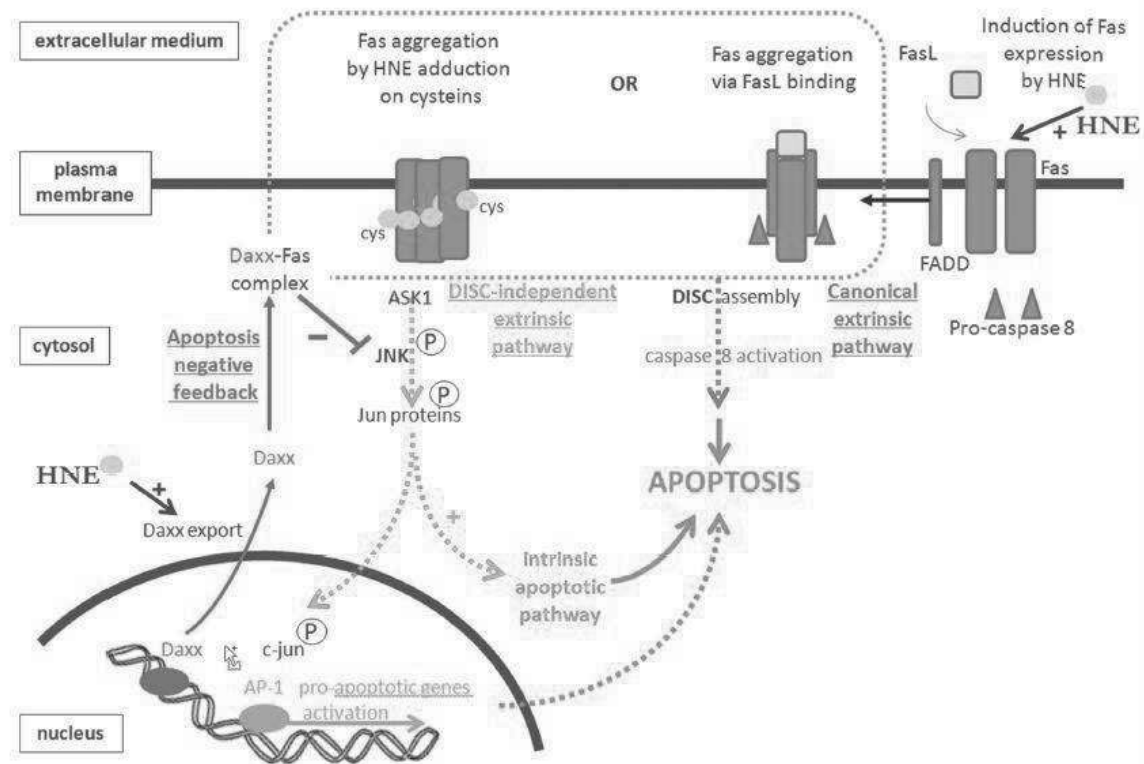 extracellular medium
Fas aggregation
by HNE adduction
on cysteins
OR
Fas aggregation
via FasL binding
FasL
Induction of Fas
expression
by HNE
+
HNE
plasma
membrane
Fas
cys
cys
FADD
Pro-caspase 8
Daxx-Fas
complex
ASK1
DISC-independent
extrinsic
pathway
DISC assembly
Canonical
extrinsic
pathway
cytosol
Apoptosis
negative
feedback
–
JNK
P
caspase 8 activation
P
Jun proteins
Daxx
HNE
+
Daxx export
APOPTOSIS
+
intrinsic
apoptotic
pathway
P
Daxx
c-jun
AP-1
pro-apoptotic genes
activation
nucleus